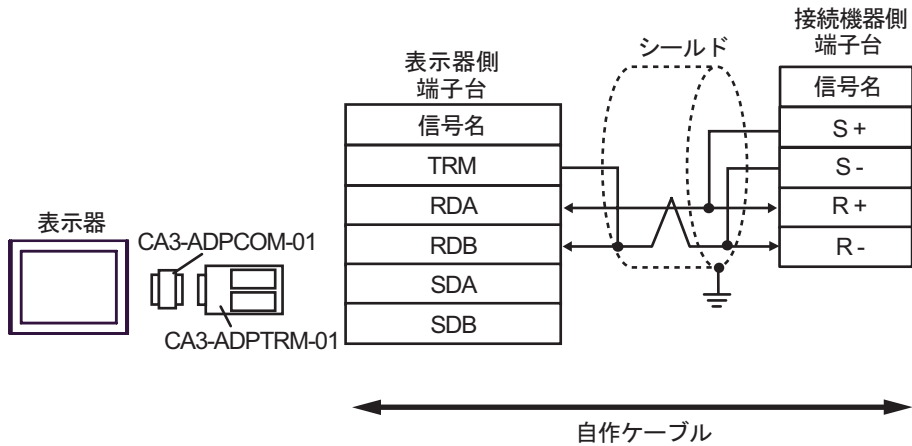 接続機器側
端子台
シールド
表示器側
端子台
信号名
信号名
S+
TRM
S-
RDA
R+
表示器
CA3-ADPCOM-01
RDB
R-
SDA
SDB
CA3-ADPTRM-01
自作ケーブル